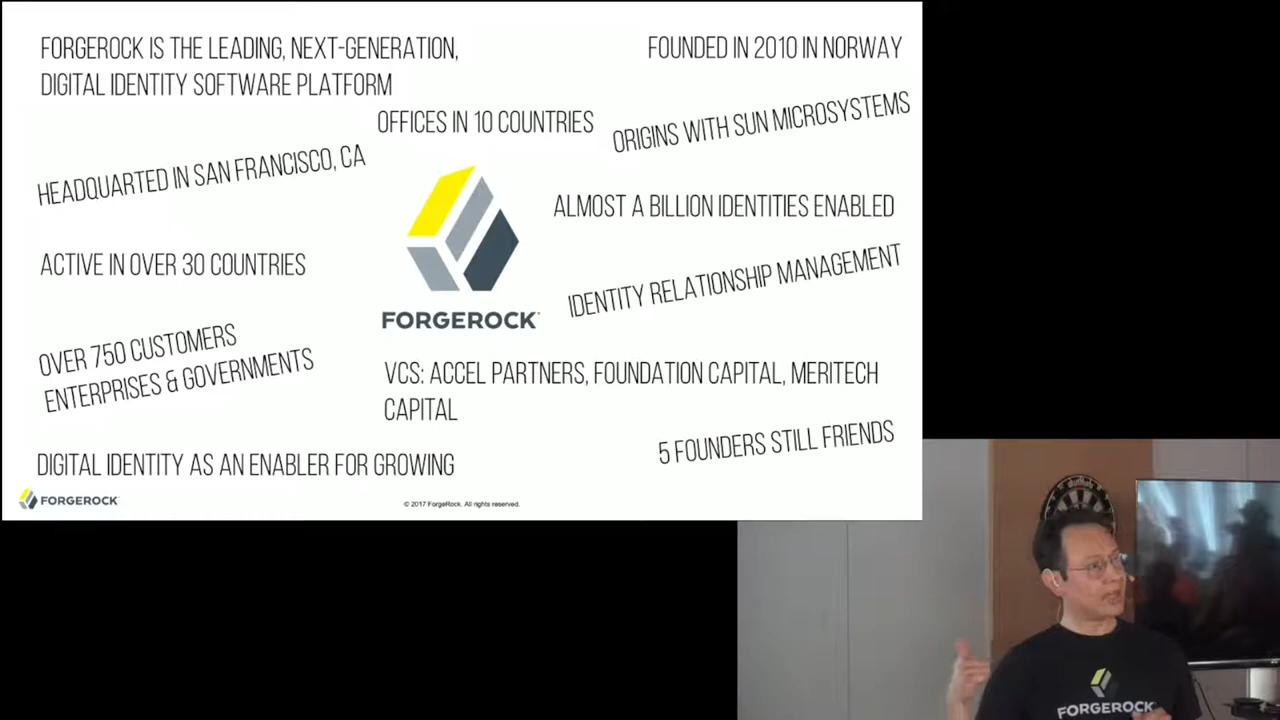 FORGEROCK IS THE LEADING, NEXT-GENERATION,
DIGITAL IDENTITY SOFTWARE PLATFORM
FOUNDED IN 2010 IN NORWAY
OFFICES IN 10 COUNTRIES
ORIGINS WITH SUN MICROSYSTEMS
HEADQUARTED IN SAN FRANCISCO, CA
ALMOST A BILLION IDENTITIES ENABLED
ACTIVE IN OVER 30 COUNTRIES
IDENTITY RELATIONSHIP MANAGEMENT
FORGEROCK
OVER 750 CUSTOMERS
ENTERPRISES & GOVERNMENTS
VCS: ACCEL PARTNERS, FOUNDATION CAPITAL, MERITECH
CAPITAL
5 FOUNDERS STILL FRIENDS
DIGITAL IDENTITY AS AN ENABLER FOR GROWING
FORGEROCK
© 2017 ForgeRock. All rights reserved.
FORGEROCK